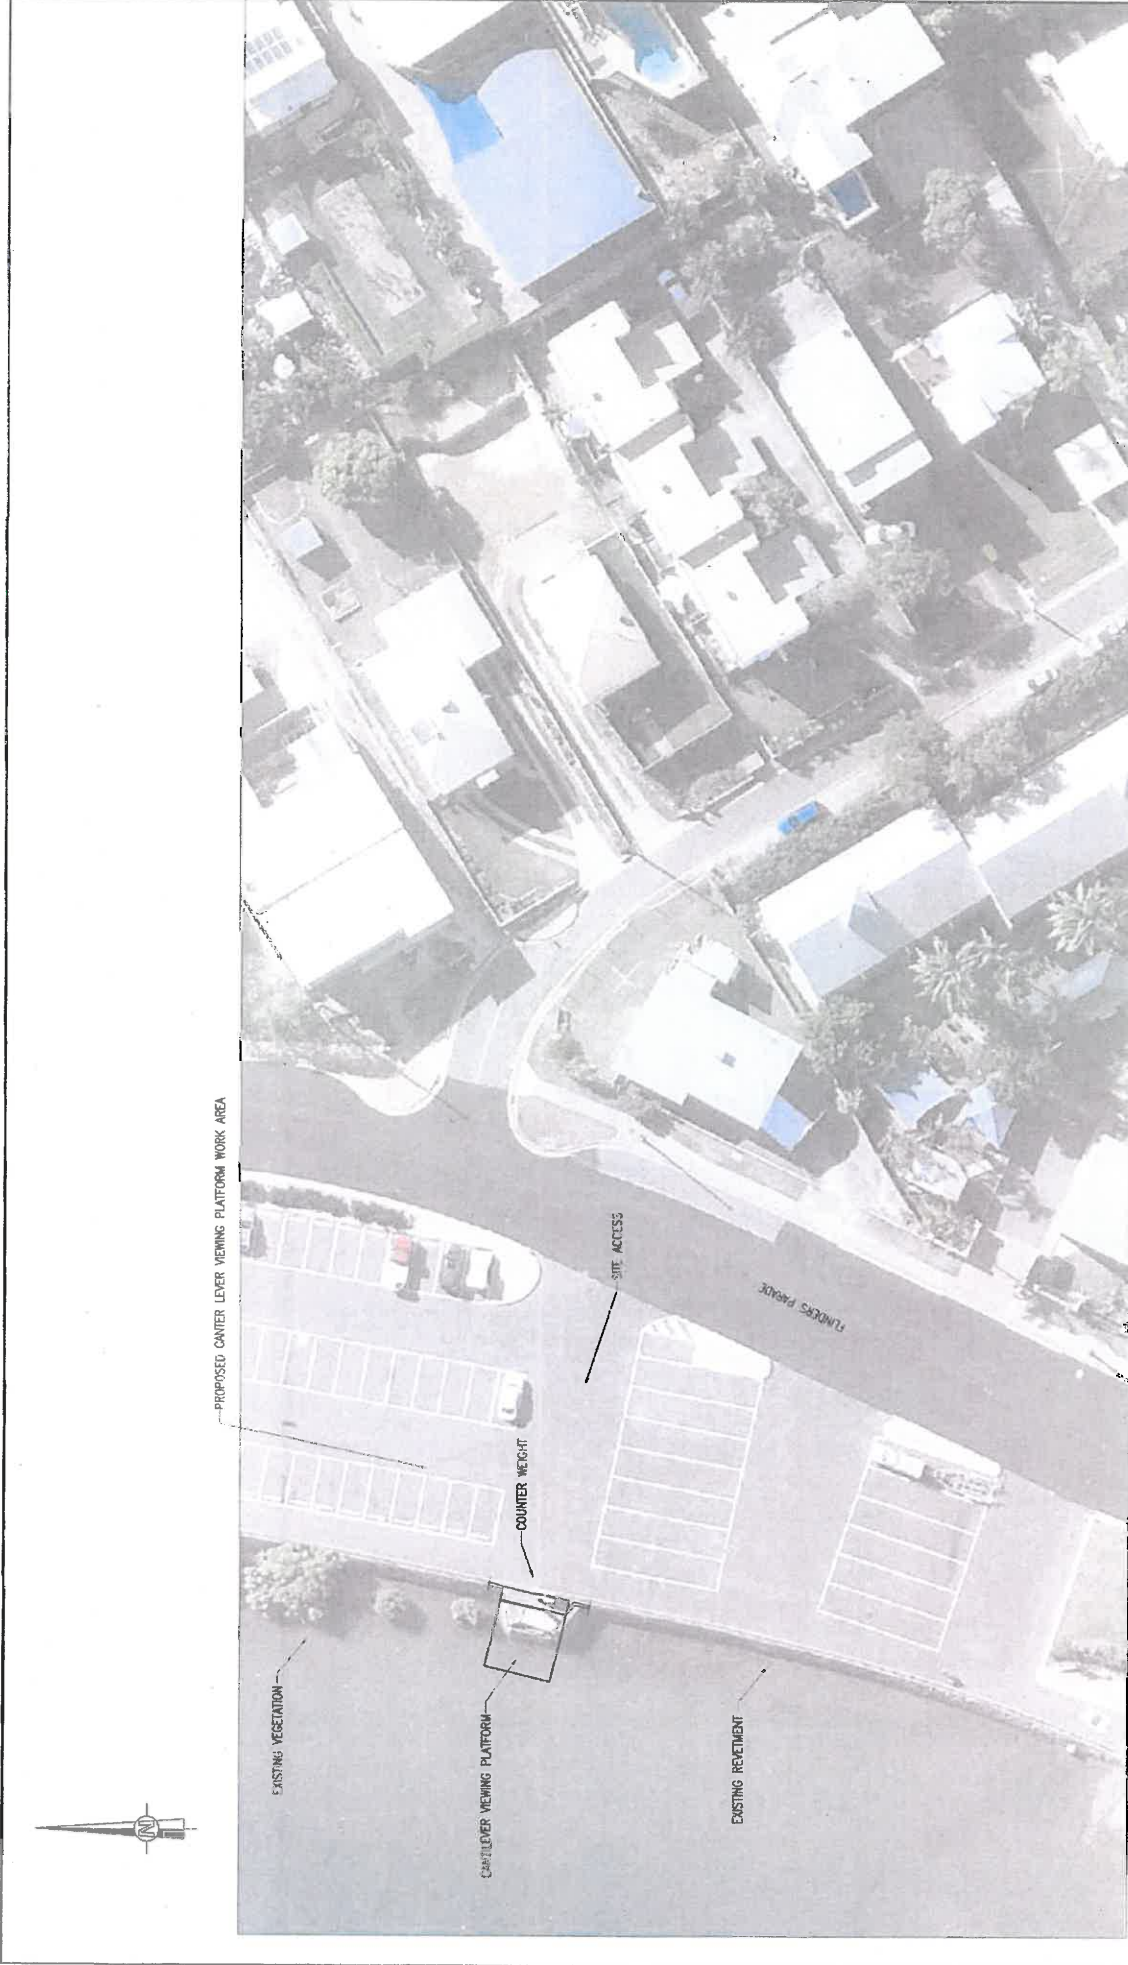 PROPOSED CANTER LEVER VIEWING PLATFORM WORK AREA
SITE ACCESS
FLINDERS PARADE
COUNTER WEIGHT
EXISTING VEGETATION
CANTILEVER VIEWING PLATFORM
EXISTING REVETMENT
N